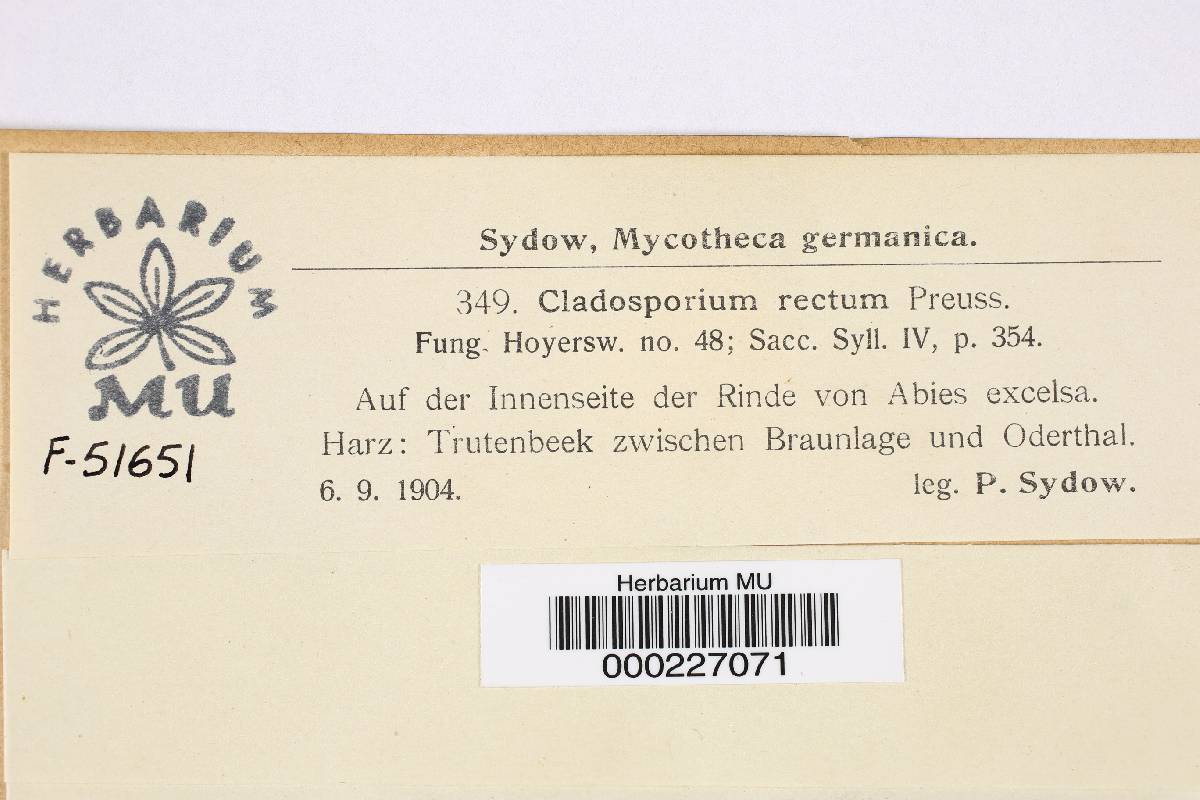 HERBARIUM
MU
F-51651
Sydow, Mycotheca germanica.
349. Cladosporium rectum Preuss.
Fung. Hoyersw. no. 48; Sacc. Syll. IV, p. 354.
Auf der Innenseite der Rinde von Abies excelsa.
Harz: Trutenbeek zwischen Braunlage und Oderthal.
6. 9. 1904. leg. P. Sydow.
Herbarium MU
000227071